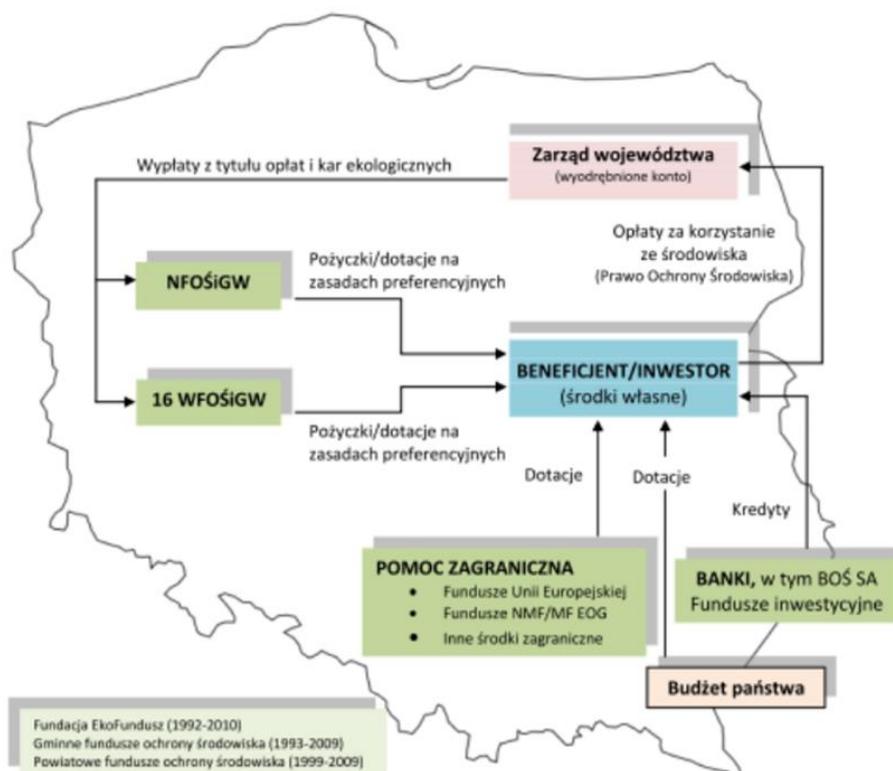 Zarząd województwa
(wyodrębnione konto)
Wypłaty z tytułu opłat i kar ekologicznych
Opłaty za korzystanie
ze środowiska
(Prawo Ochrony Środowiska)
NFOŚiGW
Pożyczki/dotacje na
zasadach preferencyjnych
BENEFICJENT/INWESTOR
(środki własne)
16 WFOŚiGW
Pożyczki/dotacje na
zasadach preferencyjnych
Dotacje
Dotacje
Kredyty
POMOC ZAGRANICZNA
• Fundusze Unii Europejskiej
• Fundusze NMF/MF EOG
• Inne środki zagraniczne
BANKI, w tym BOŚ SA
Fundusze inwestycyjne
Budżet państwa
Fundacja EkoFundusz (1992-2010)
Gminne fundusze ochrony środowiska (1993-2009)
Powiatowe fundusze ochrony środowiska (1999-2009)